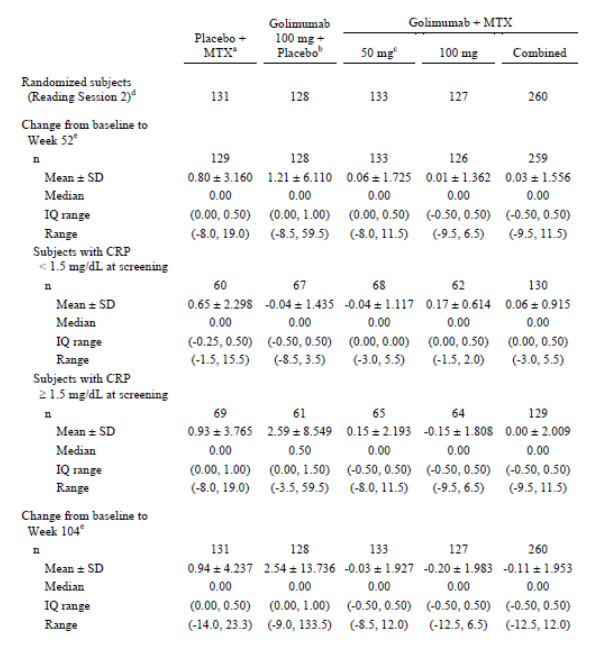 Golimumab
Golimumab + MTX
Placebo + 100 mg +
MTXᵃ Placeboᵇ 50 mgᶜ 100 mg Combined
Randomized subjects
(Reading Session 2)ᵈ 131 128 133 127 260
Change from baseline to
Week 52ᵉ
n 129 128 133 126 259
Mean ± SD 0.80 ± 3.160 1.21 ± 6.110 0.06 ± 1.725 0.01 ± 1.362 0.03 ± 1.556
Median 0.00 0.00 0.00 0.00 0.00
IQ range (0.00, 0.50) (0.00, 1.00) (0.00, 0.50) (-0.50, 0.50) (-0.50, 0.50)
Range (-8.0, 19.0) (-8.5, 59.5) (-8.0, 11.5) (-9.5, 6.5) (-9.5, 11.5)
Subjects with CRP
< 1.5 mg/dL at screening
n 60 67 68 62 130
Mean ± SD 0.65 ± 2.298 -0.04 ± 1.435 -0.04 ± 1.117 0.17 ± 0.614 0.06 ± 0.915
Median 0.00 0.00 0.00 0.00 0.00
IQ range (-0.25, 0.50) (-0.50, 0.50) (0.00, 0.00) (0.00, 0.50) (0.00, 0.50)
Range (-1.5, 15.5) (-8.5, 3.5) (-3.0, 5.5) (-1.5, 2.0) (-3.0, 5.5)
Subjects with CRP
≥ 1.5 mg/dL at screening
n 69 61 65 64 129
Mean ± SD 0.93 ± 3.765 2.59 ± 8.549 0.15 ± 2.193 -0.15 ± 1.808 0.00 ± 2.009
Median 0.00 0.50 0.00 0.00 0.00
IQ range (0.00, 1.00) (0.00, 1.50) (-0.50, 0.50) (-0.50, 0.50) (-0.50, 0.50)
Range (-8.0, 19.0) (-3.5, 59.5) (-8.0, 11.5) (-9.5, 6.5) (-9.5, 11.5)
Change from baseline to
Week 104ᵉ
n 131 128 133 127 260
Mean ± SD 0.94 ± 4.237 2.54 ± 13.736 -0.03 ± 1.927 -0.20 ± 1.983 -0.11 ± 1.953
Median 0.00 0.00 0.00 0.00 0.00
IQ range (0.00, 0.50) (0.00, 1.00) (-0.50, 0.50) (-0.50, 0.50) (-0.50, 0.50)
Range (-14.0, 23.3) (-9.0, 133.5) (-8.5, 12.0) (-12.5, 6.5) (-12.5, 12.0)